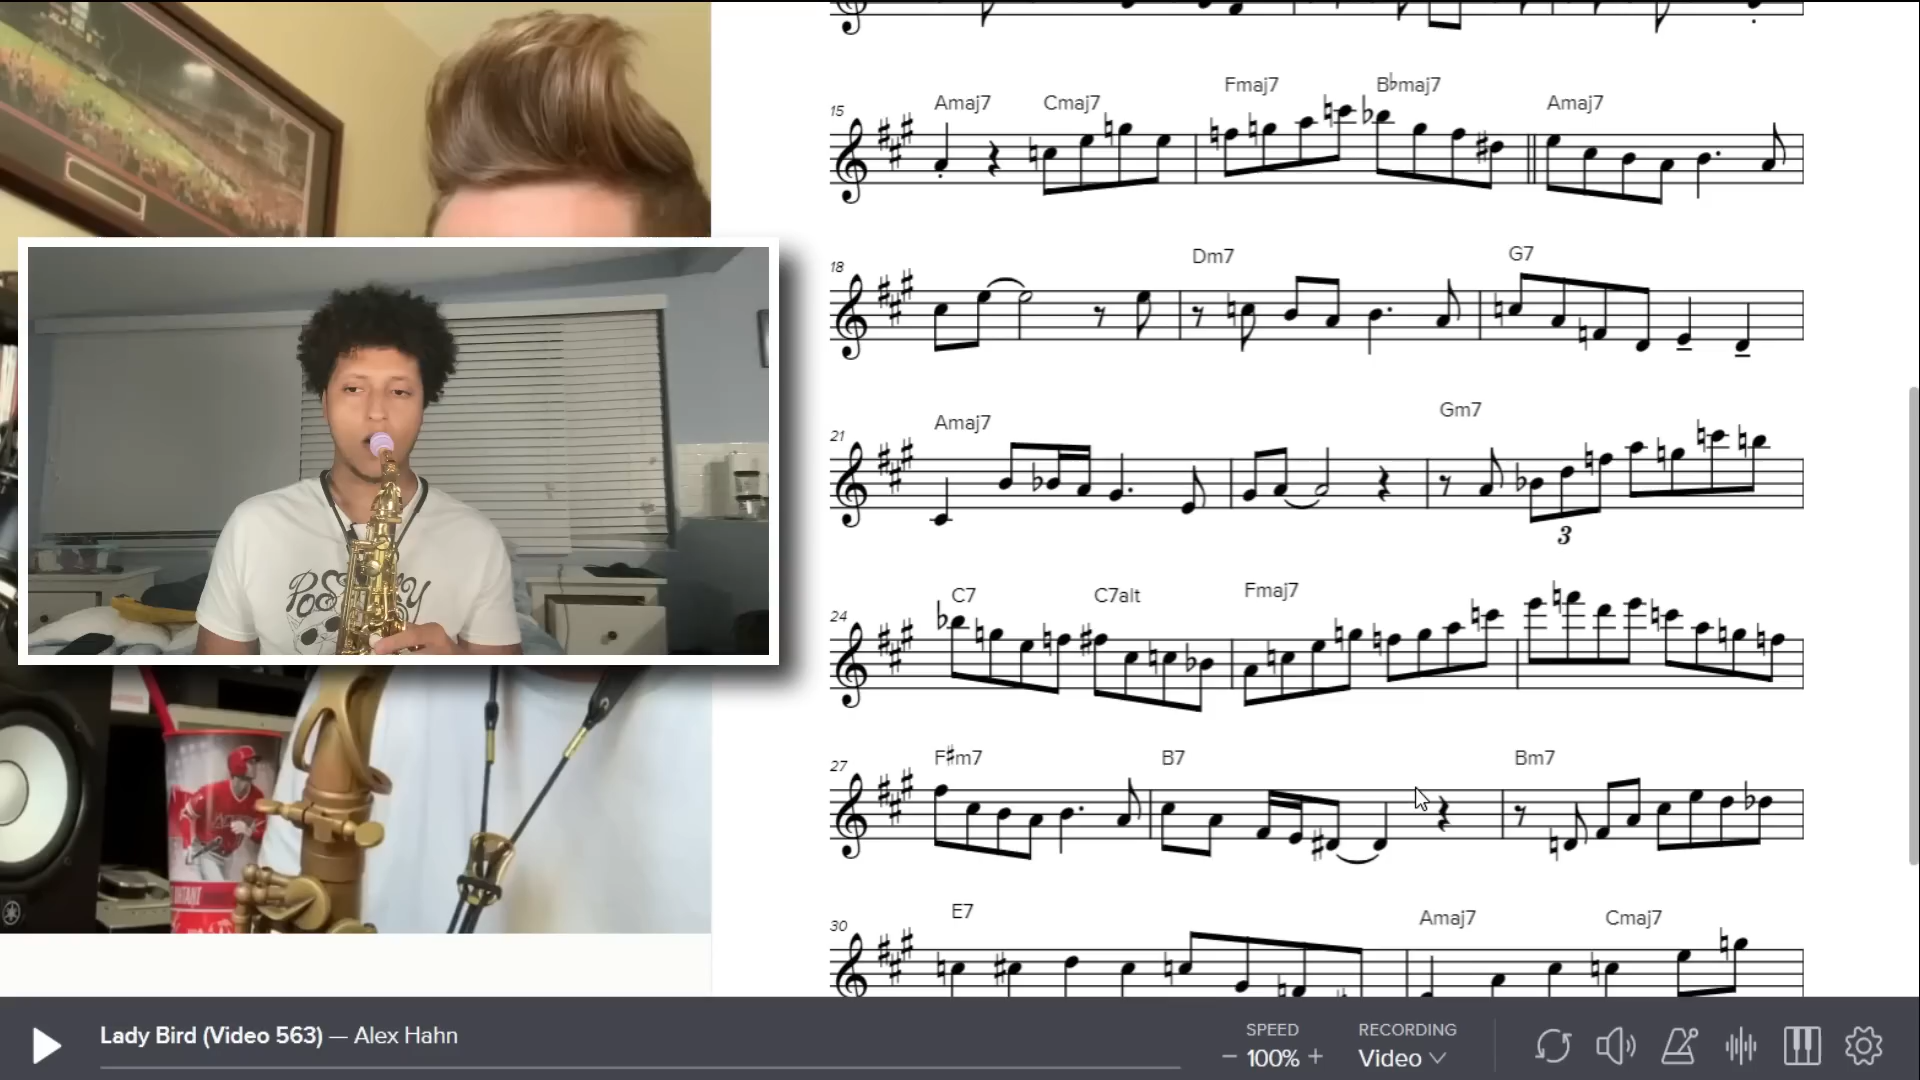 15
Amaj7 Cmaj7 Fmaj7 B♭maj7 Amaj7
18
Dm7 G7
21
Amaj7 Gm7
3
24
C7 C7alt Fmaj7
27
F#m7 B7 Bm7
30
E7 Amaj7 Cmaj7
Lady Bird (Video 563) — Alex Hahn
SPEED
− 100% +
RECORDING
Video